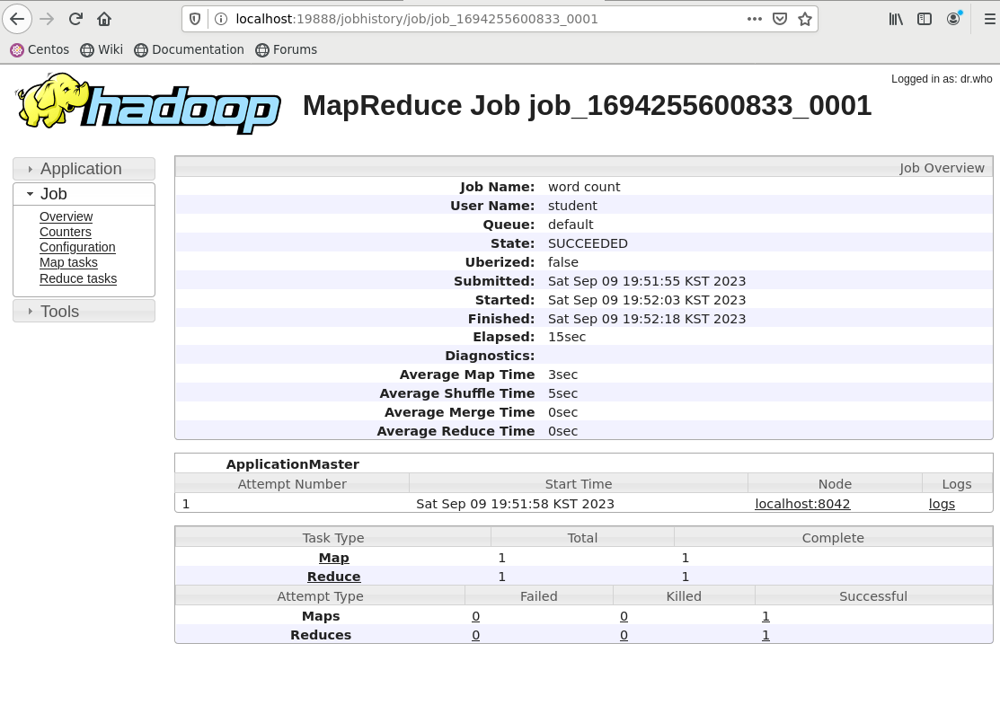 localhost:19888/jobhistory/job/job_1694255600833_0001
Centos Wiki Documentation Forums
Logged in as: dr.who
hadoop
MapReduce Job job_1694255600833_0001
Application
Job
Overview
Counters
Configuration
Map tasks
Reduce tasks
Tools
Job Overview
Job Name: word count
User Name: student
Queue: default
State: SUCCEEDED
Uberized: false
Submitted: Sat Sep 09 19:51:55 KST 2023
Started: Sat Sep 09 19:52:03 KST 2023
Finished: Sat Sep 09 19:52:18 KST 2023
Elapsed: 15sec
Diagnostics:
Average Map Time 3sec
Average Shuffle Time 5sec
Average Merge Time 0sec
Average Reduce Time 0sec
ApplicationMaster
Attempt Number Start Time Node Logs
1 Sat Sep 09 19:51:58 KST 2023 localhost:8042 logs
Task Type Total Complete
Map 1 1
Reduce 1 1
Attempt Type Failed Killed Successful
Maps 0 0 1
Reduces 0 0 1